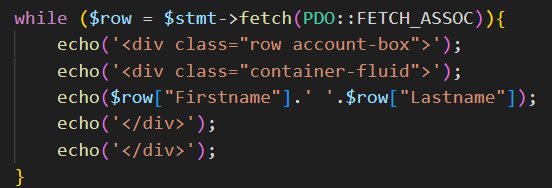 while ($row = $stmt->fetch(PDO::FETCH_ASSOC)){
    echo('<div class="row account-box">');
    echo('<div class="container-fluid">');
    echo($row["Firstname"].' '.$row["Lastname"]);
    echo('</div>');
    echo('</div>');
}